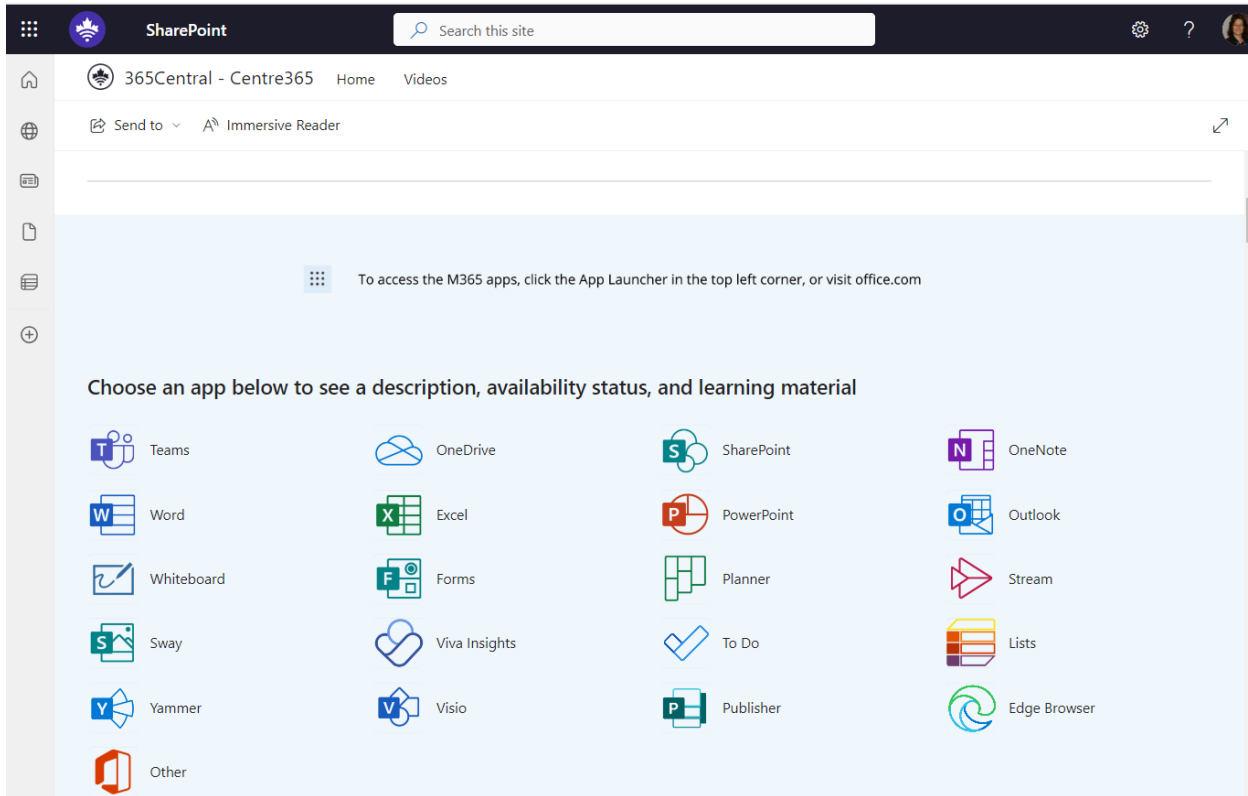 SharePoint
Search this site
365Central - Centre365 Home Videos
Send to Immersive Reader
To access the M365 apps, click the App Launcher in the top left corner, or visit office.com
Choose an app below to see a description, availability status, and learning material
Teams OneDrive SharePoint OneNote
Word Excel PowerPoint Outlook
Whiteboard Forms Planner Stream
Sway Viva Insights To Do Lists
Yammer Visio Publisher Edge Browser
Other